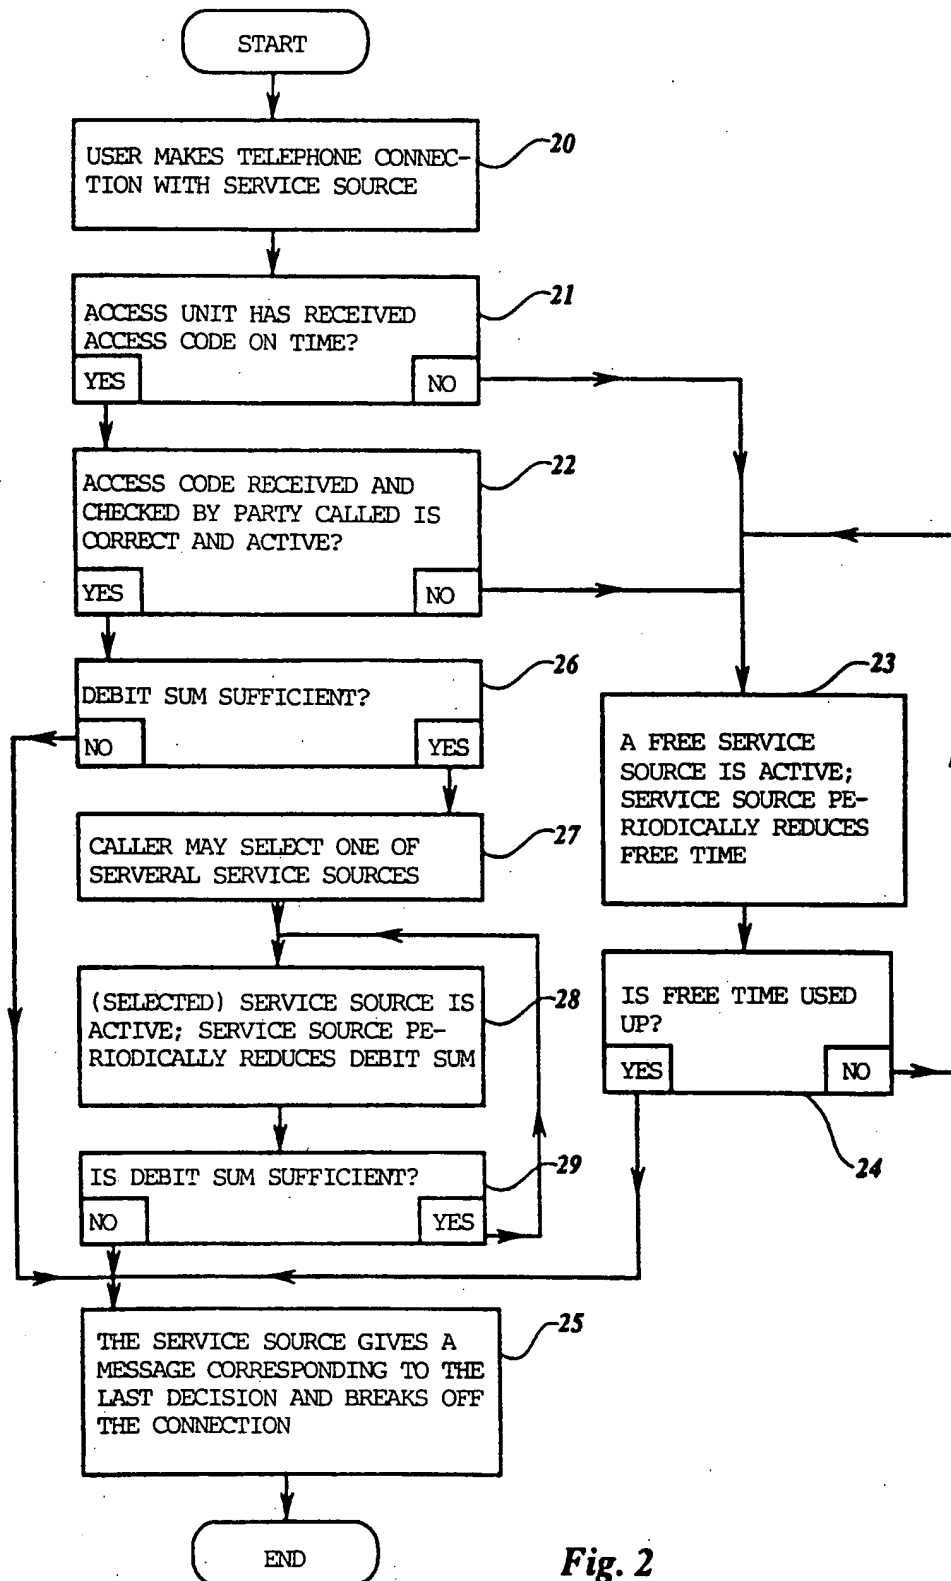 START
20
USER MAKES TELEPHONE CONNEC-
TION WITH SERVICE SOURCE
21
ACCESS UNIT HAS RECEIVED
ACCESS CODE ON TIME?
YES
NO
22
ACCESS CODE RECEIVED AND
CHECKED BY PARTY CALLED IS
CORRECT AND ACTIVE?
YES
NO
26
DEBIT SUM SUFFICIENT?
NO
YES
23
A FREE SERVICE
SOURCE IS ACTIVE;
SERVICE SOURCE PE-
RIODICALLY REDUCES
FREE TIME
27
CALLER MAY SELECT ONE OF
SERVERAL SERVICE SOURCES
28
(SELECTED) SERVICE SOURCE IS
ACTIVE; SERVICE SOURCE PE-
RIODICALLY REDUCES DEBIT SUM
IS FREE TIME USED
UP?
YES
NO
24
29
IS DEBIT SUM SUFFICIENT?
NO
YES
25
THE SERVICE SOURCE GIVES A
MESSAGE CORRESPONDING TO THE
LAST DECISION AND BREAKS OFF
THE CONNECTION
END
Fig. 2